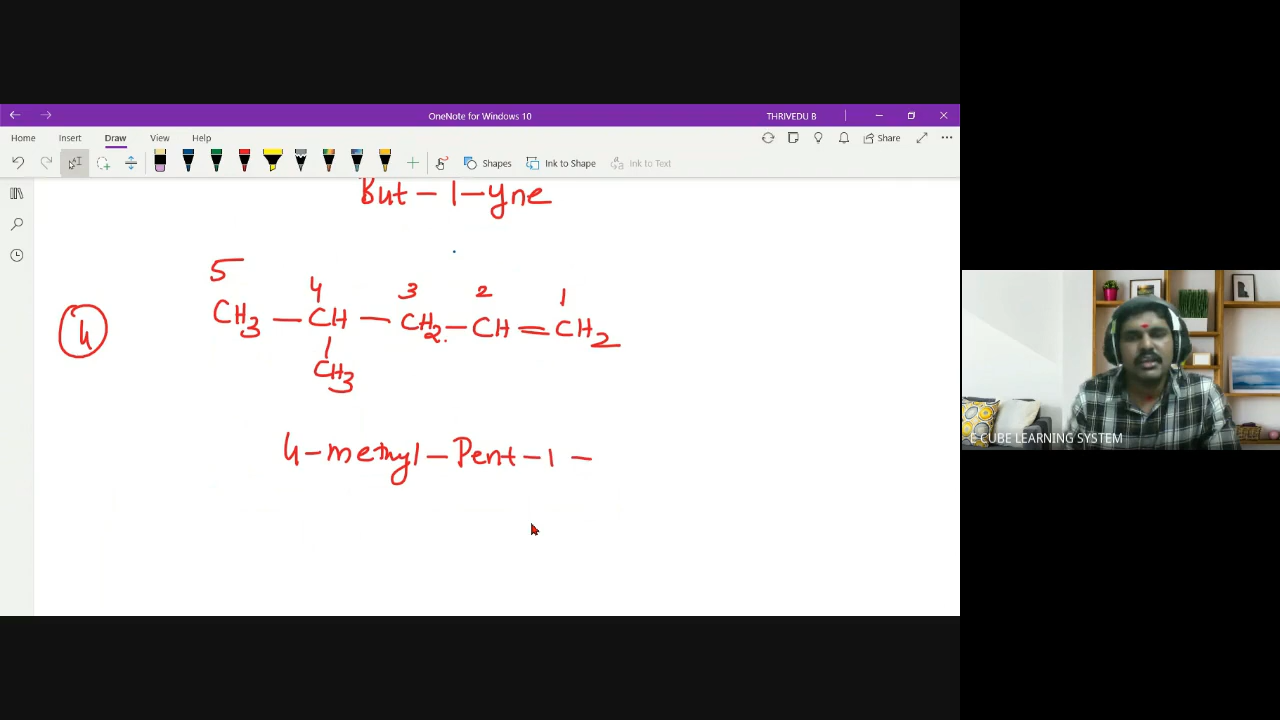 OneNote for Windows 10
THRIVEDU B
Home Insert Draw View Help
Share
Shapes Ink to Shape Ink to Text
But - 1 - yne
5 4 3 2 1
4 CH3 — CH — CH2. — CH = CH2
CH3
4 - methyl - Pent - 1 -
E CUBE LEARNING SYSTEM